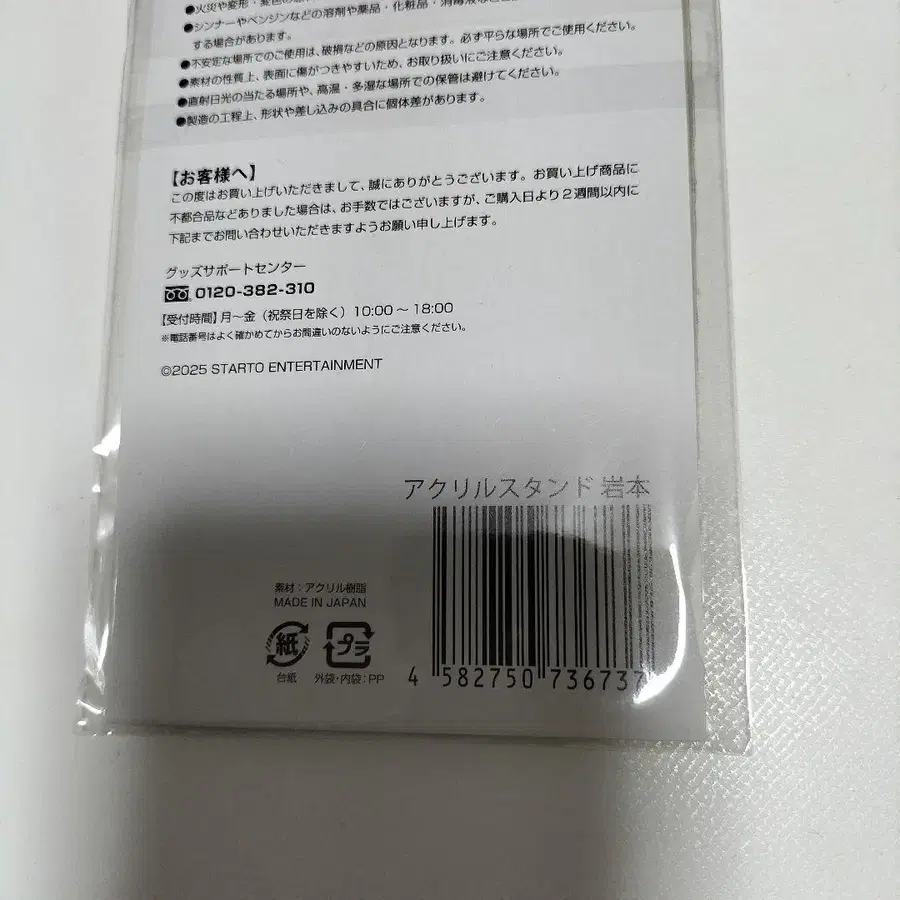 ●火災や変形・変色の
●シンナーやベンジンなどの溶剤や薬品・化粧品・消毒液など
する場合があります。
●不安定な場所でのご使用は、破損などの原因となります。必ず平らな場所でご使用ください。
●素材の性質上、表面に傷がつきやすいため、お取り扱いにご注意ください。
●直射日光の当たる場所や、高温・多湿な場所での保管は避けてください。
●製造の工程上、形状や差し込みの具合に個体差があります。
【お客様へ】
この度はお買い上げいただきまして、誠にありがとうございます。お買い上げ商品に
不都合品などありました場合は、お手数ではございますが、ご購入日より2週間以内に
下記までお問い合わせいただきますようお願い申し上げます。
グッズサポートセンター
0120-382-310
【受付時間】月～金（祝祭日を除く）10:00～18:00
※電話番号はよく確かめてからお間違いのないようにご注意ください。
©2025 STARTO ENTERTAINMENT
アクリルスタンド 岩本
素材：アクリル樹脂
MADE IN JAPAN
紙 プラ
台紙 外袋・内袋：PP
4 582750 736737